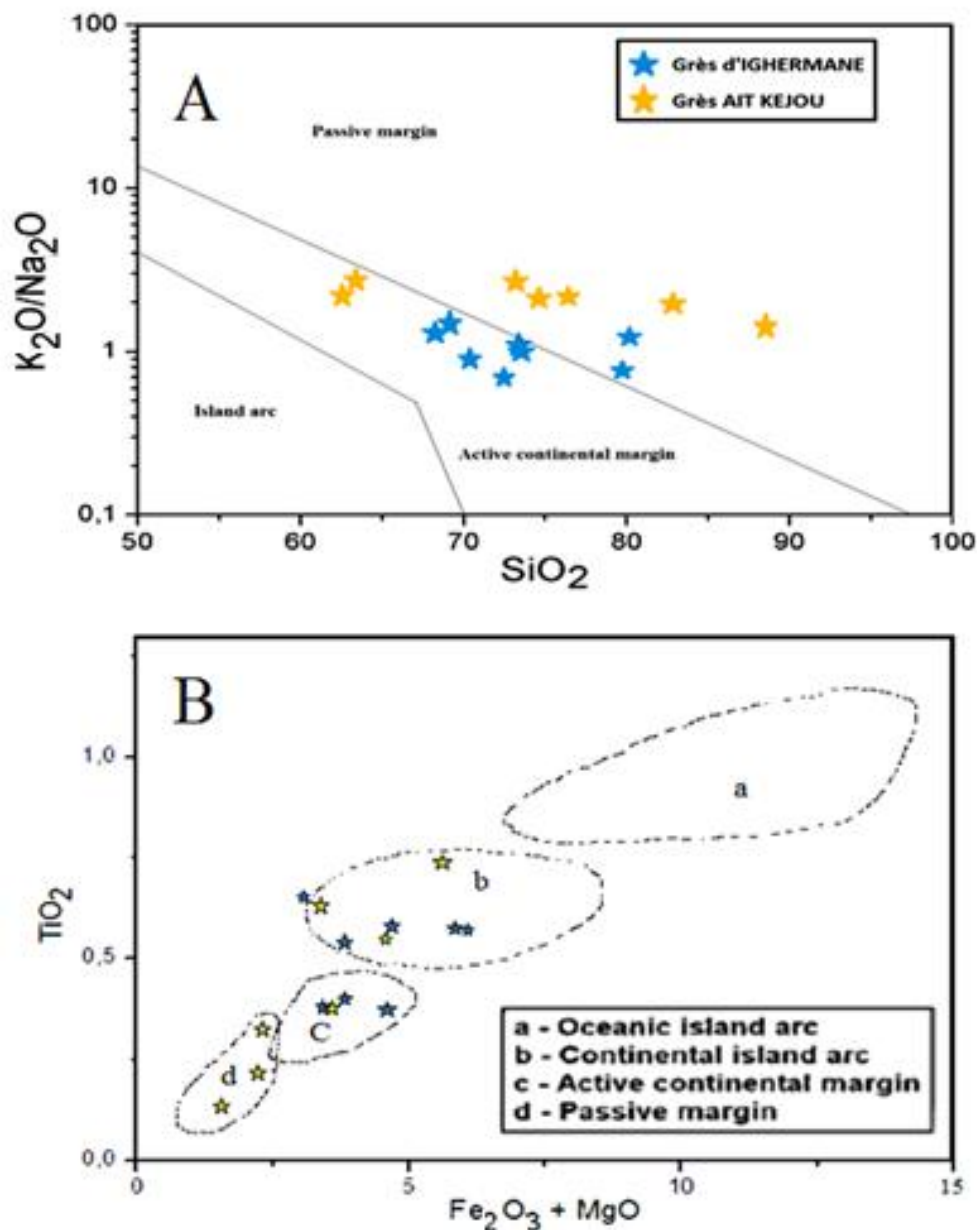 100
A
Grès d'IGHERMANE
Grès AIT KEJOU
Passive margin
10
K2O/Na2O
1
Island arc
Active continental margin
0,1
50 60 70 80 90 100
SiO2
B
1,0
a
b
TiO2
0,5
C
d
a - Oceanic island arc
b - Continental island arc
c - Active continental margin
d - Passive margin
0,0
0 5 10 15
Fe2O3 + MgO